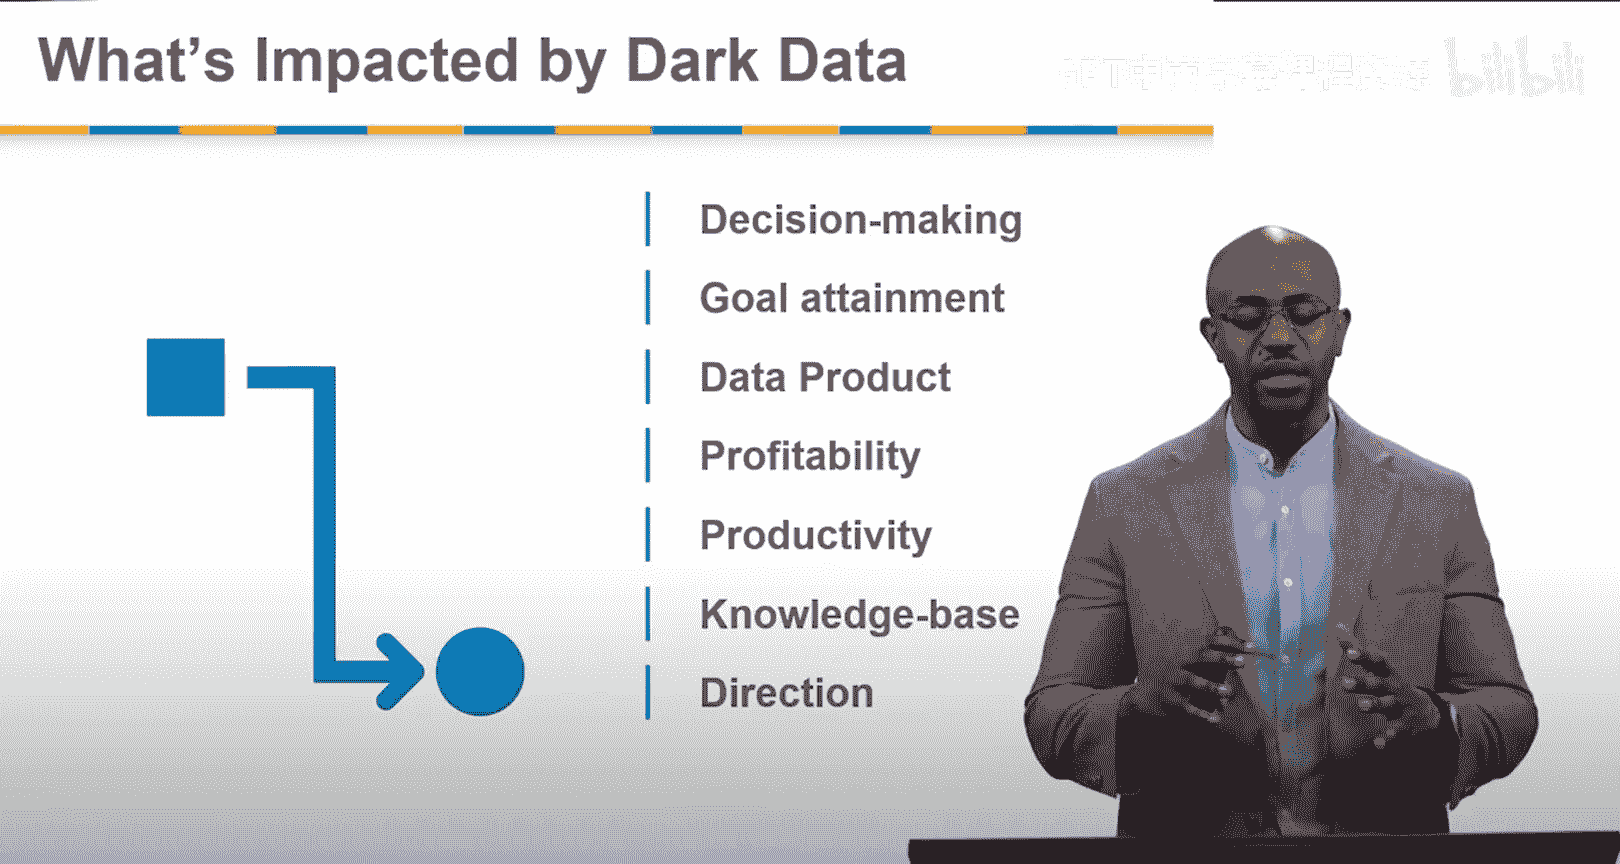 What's Impacted by Dark Data
bilibili
Decision-making
Goal attainment
Data Product
Profitability
Productivity
Knowledge-base
Direction